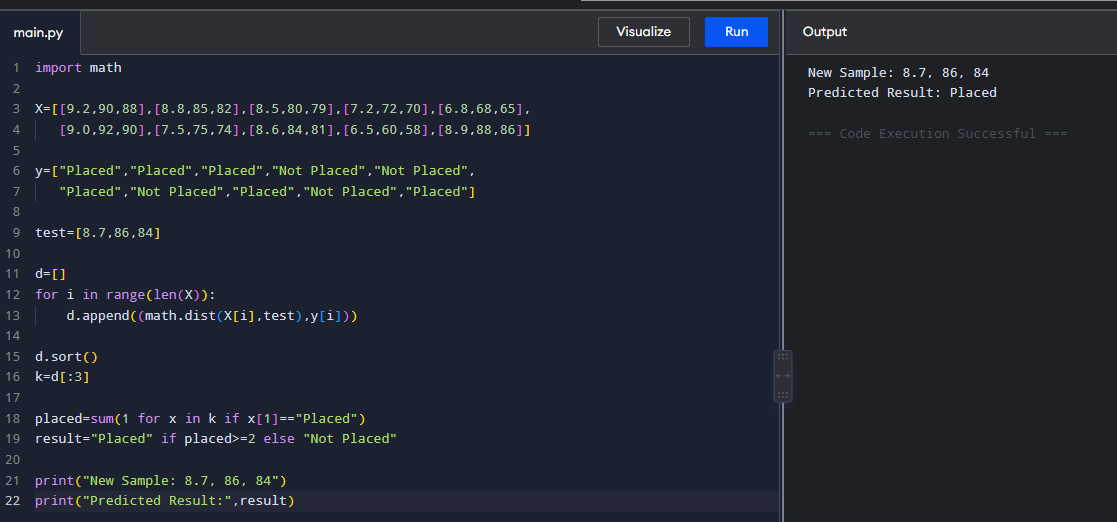 main.py
Visualize
Run
Output
1 import math
2
3 X=[[9.2,90,88],[8.8,85,82],[8.5,80,79],[7.2,72,70],[6.8,68,65],
4 [9.0,92,90],[7.5,75,74],[8.6,84,81],[6.5,60,58],[8.9,88,86]]
5
6 y=["Placed","Placed","Placed","Not Placed","Not Placed",
7 "Placed","Not Placed","Placed","Not Placed","Placed"]
8
9 test=[8.7,86,84]
10
11 d=[]
12 for i in range(len(X)):
13 d.append((math.dist(X[i],test),y[i]))
14
15 d.sort()
16 k=d[:3]
17
18 placed=sum(1 for x in k if x[1]=="Placed")
19 result="Placed" if placed>=2 else "Not Placed"
20
21 print("New Sample: 8.7, 86, 84")
22 print("Predicted Result:",result)
New Sample: 8.7, 86, 84
Predicted Result: Placed
=== Code Execution Successful ===